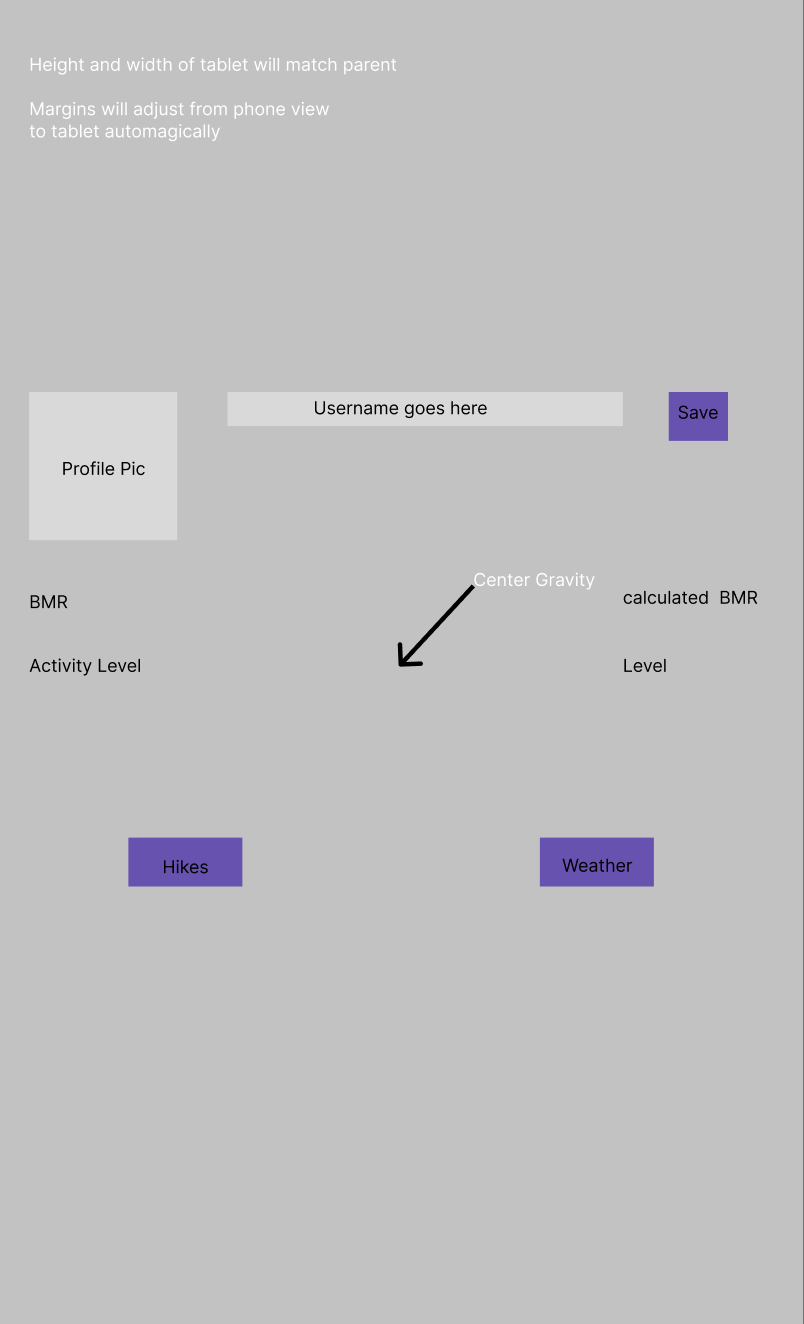 Height and width of tablet will match parent
Margins will adjust from phone view
to tablet automagically
Username goes here
Save
Profile Pic
Center Gravity
BMR
calculated  BMR
Activity Level
Level
Hikes
Weather